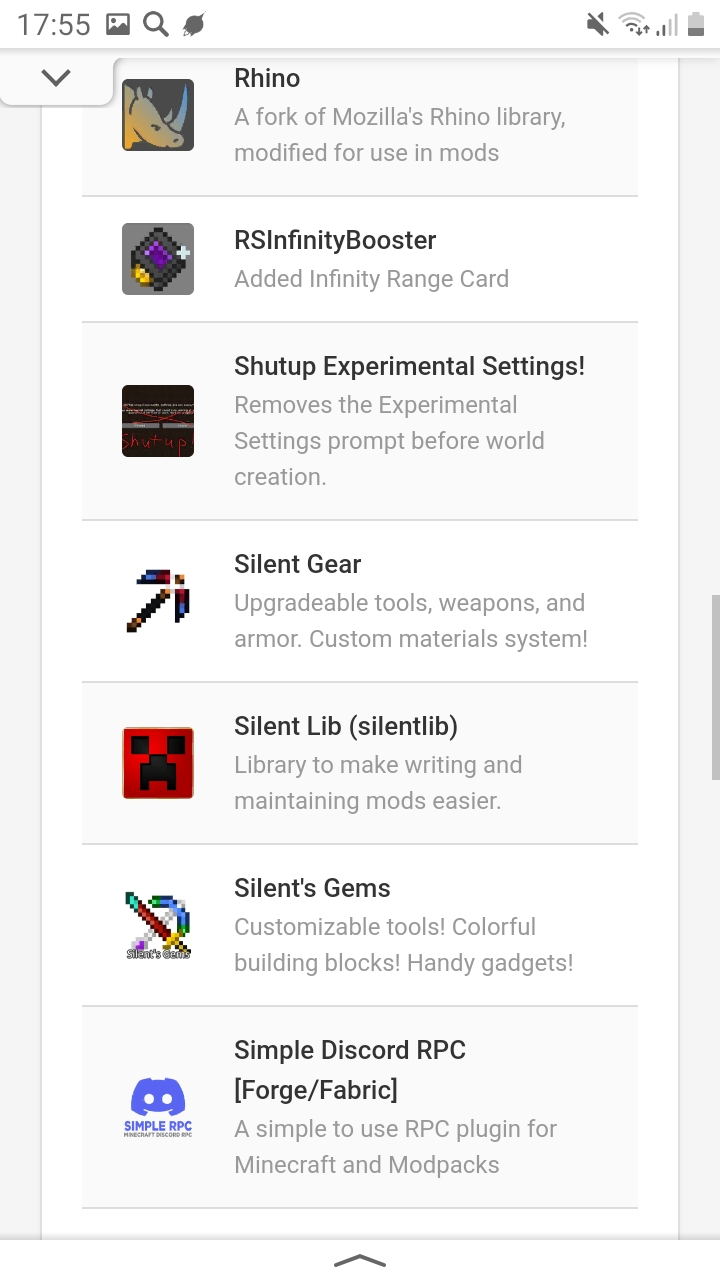 17:55
Rhino
A fork of Mozilla's Rhino library,
modified for use in mods
RSInfinityBooster
Added Infinity Range Card
Shutup Experimental Settings!
Removes the Experimental
Settings prompt before world
creation.
Shutup!
Silent Gear
Upgradeable tools, weapons, and
armor. Custom materials system!
Silent Lib (silentlib)
Library to make writing and
maintaining mods easier.
Silent's Gems
Customizable tools! Colorful
building blocks! Handy gadgets!
Silent's Gems
Simple Discord RPC
[Forge/Fabric]
A simple to use RPC plugin for
Minecraft and Modpacks
SIMPLE RPC
MINECRAFT DISCORD RPC